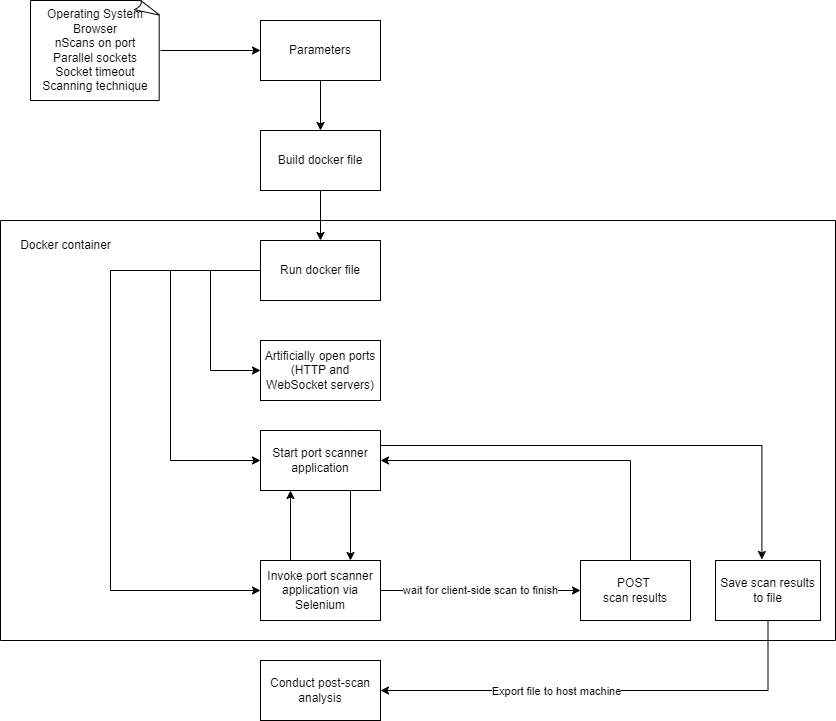 Operating System
Browser
nScans on port
Parallel sockets
Socket timeout
Scanning technique
Parameters
Build docker file
Docker container
Run docker file
Artificially open ports
(HTTP and
WebSocket servers)
Start port scanner
application
Invoke port scanner
application via
Selenium
wait for client-side scan to finish
POST
scan results
Save scan results
to file
Conduct post-scan
analysis
Export file to host machine